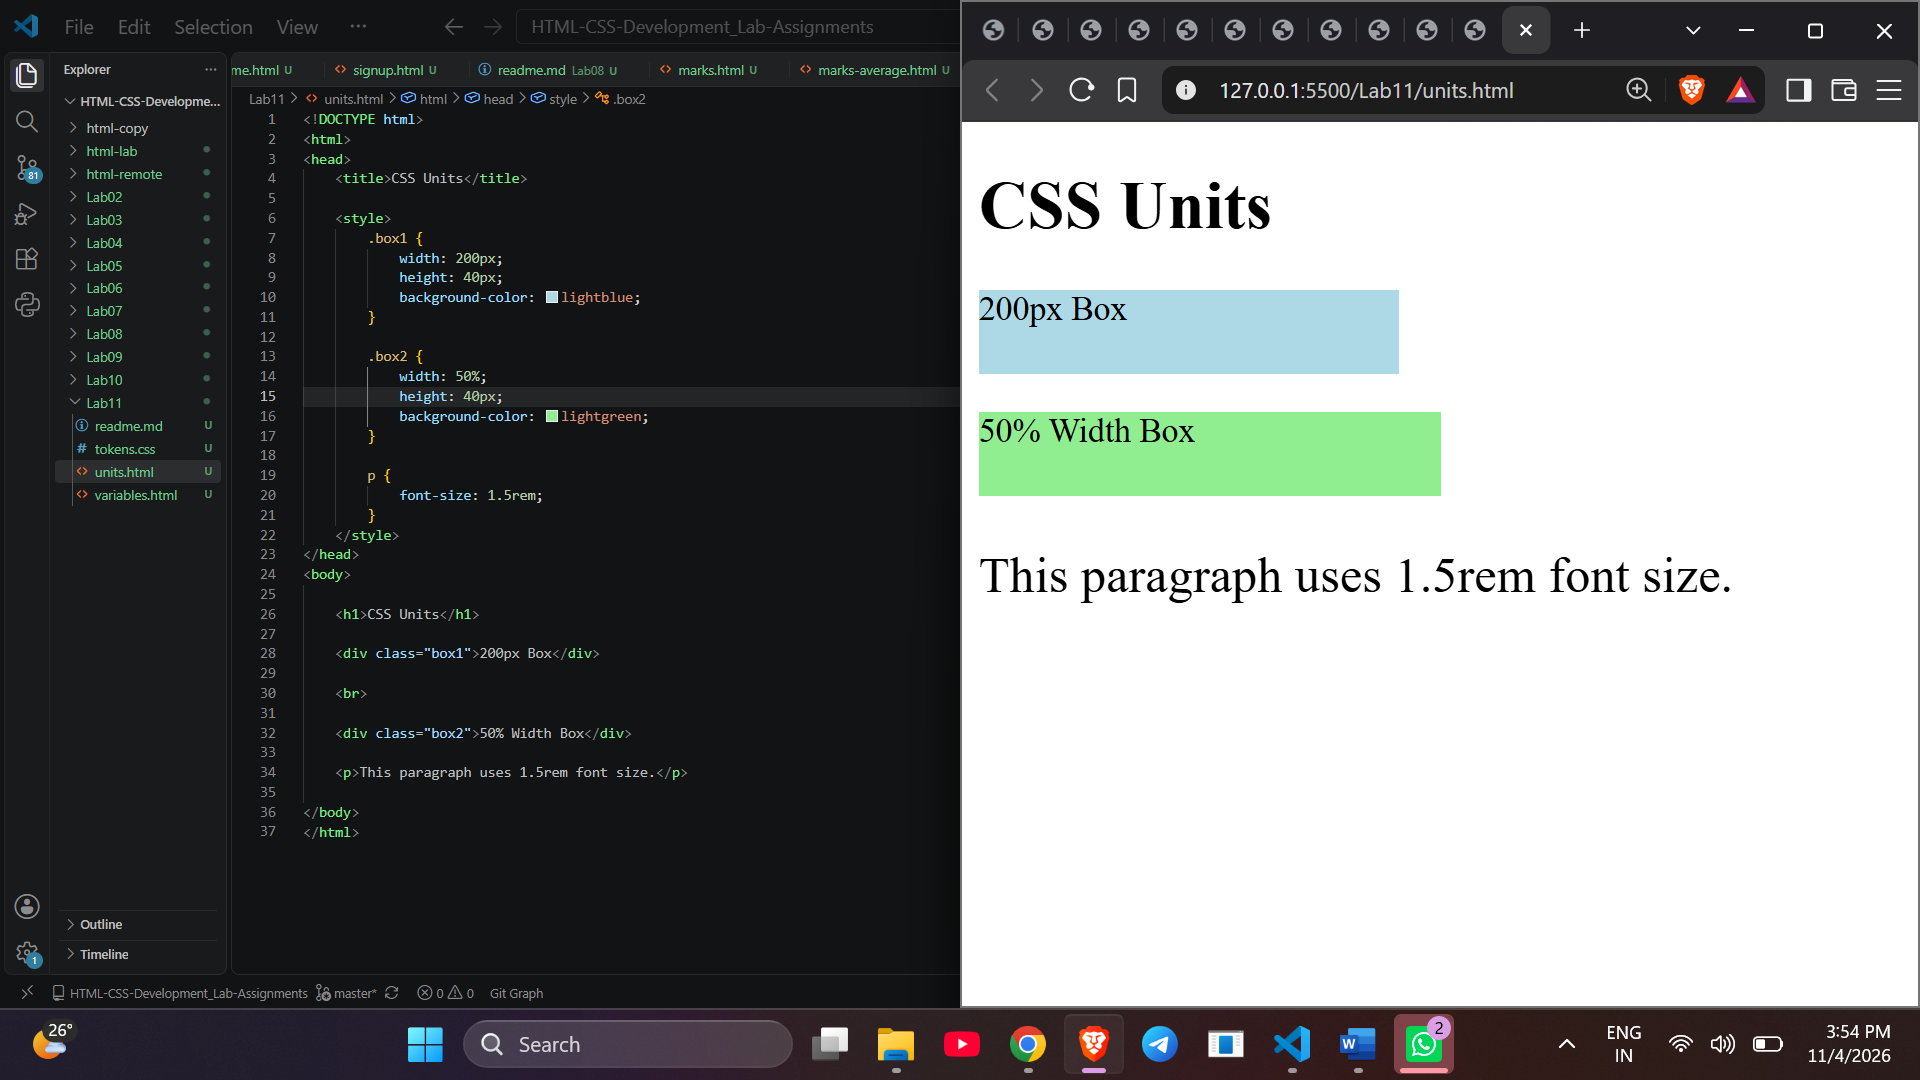 File Edit Selection View ··· HTML-CSS-Development_Lab-Assignments
Explorer ···
HTML-CSS-Developme...
html-copy
html-lab
html-remote
Lab02
Lab03
Lab04
Lab05
Lab06
Lab07
Lab08
Lab09
Lab10
Lab11
readme.md U
# tokens.css U
units.html U
variables.html U
Outline
Timeline
81
1
me.html U signup.html U readme.md Lab08 U marks.html U marks-average.html U
Lab11 > units.html > html > head > style > .box2
1 <!DOCTYPE html>
2 <html>
3 <head>
4 <title>CSS Units</title>
5
6 <style>
7 .box1 {
8 width: 200px;
9 height: 40px;
10 background-color: lightblue;
11 }
12
13 .box2 {
14 width: 50%;
15 height: 40px;
16 background-color: lightgreen;
17 }
18
19 p {
20 font-size: 1.5rem;
21 }
22 </style>
23 </head>
24 <body>
25
26 <h1>CSS Units</h1>
27
28 <div class="box1">200px Box</div>
29
30 <br>
31
32 <div class="box2">50% Width Box</div>
33
34 <p>This paragraph uses 1.5rem font size.</p>
35
36 </body>
37 </html>
HTML-CSS-Development_Lab-Assignments master* 0 0 Git Graph
127.0.0.1:5500/Lab11/units.html
CSS Units
200px Box
50% Width Box
This paragraph uses 1.5rem font size.
26°
Search
W
2
ENG
IN
3:54 PM
11/4/2026